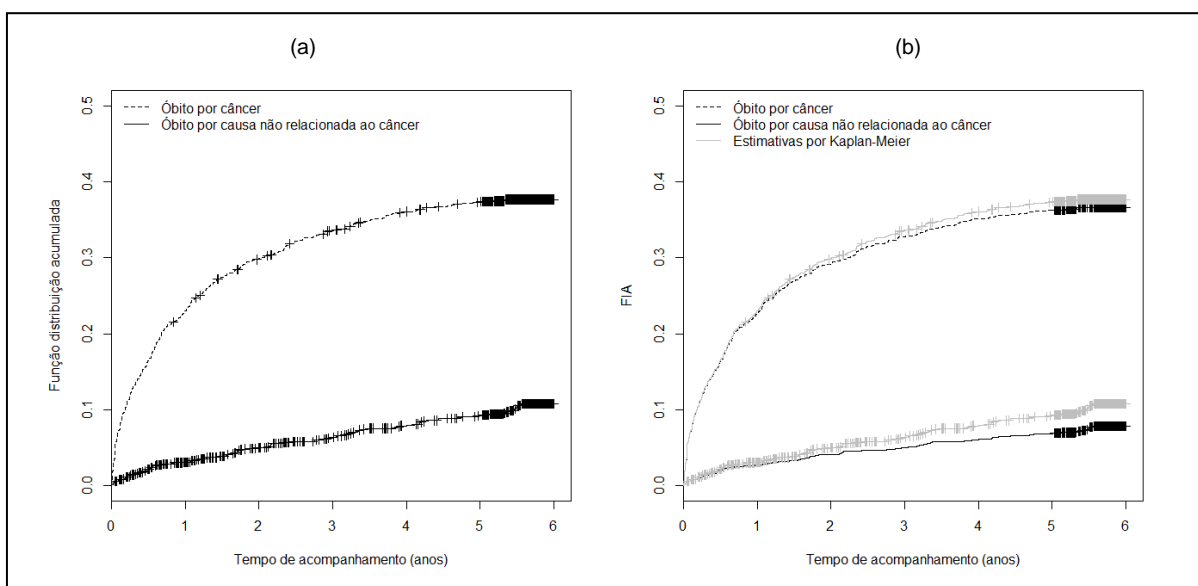 (a)
Óbito por câncer
Óbito por causa não relacionada ao câncer
Função distribuição acumulada
0.0
0.1
0.2
0.3
0.4
0.5
0
1
2
3
4
5
6
Tempo de acompanhamento (anos)
(b)
Óbito por câncer
Óbito por causa não relacionada ao câncer
Estimativas por Kaplan-Meier
FIA
0.0
0.1
0.2
0.3
0.4
0.5
0
1
2
3
4
5
6
Tempo de acompanhamento (anos)